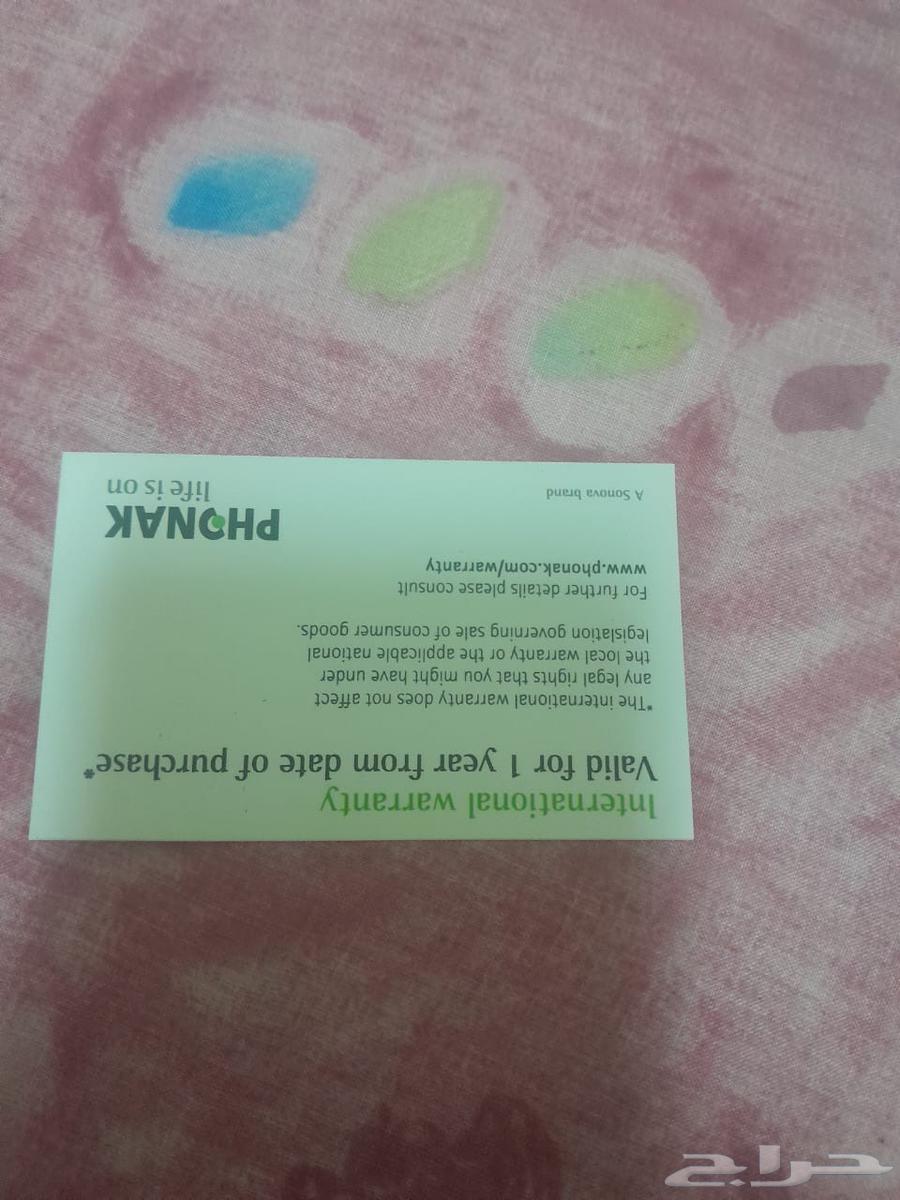 International warranty
Valid for 1 year from date of purchase*
*The international warranty does not affect
any legal rights that you might have under
the local warranty or the applicable national
legislation governing sale of consumer goods.
For further details please consult
www.phonak.com/warranty
PHONAK
life is on
A Sonova brand
حراج